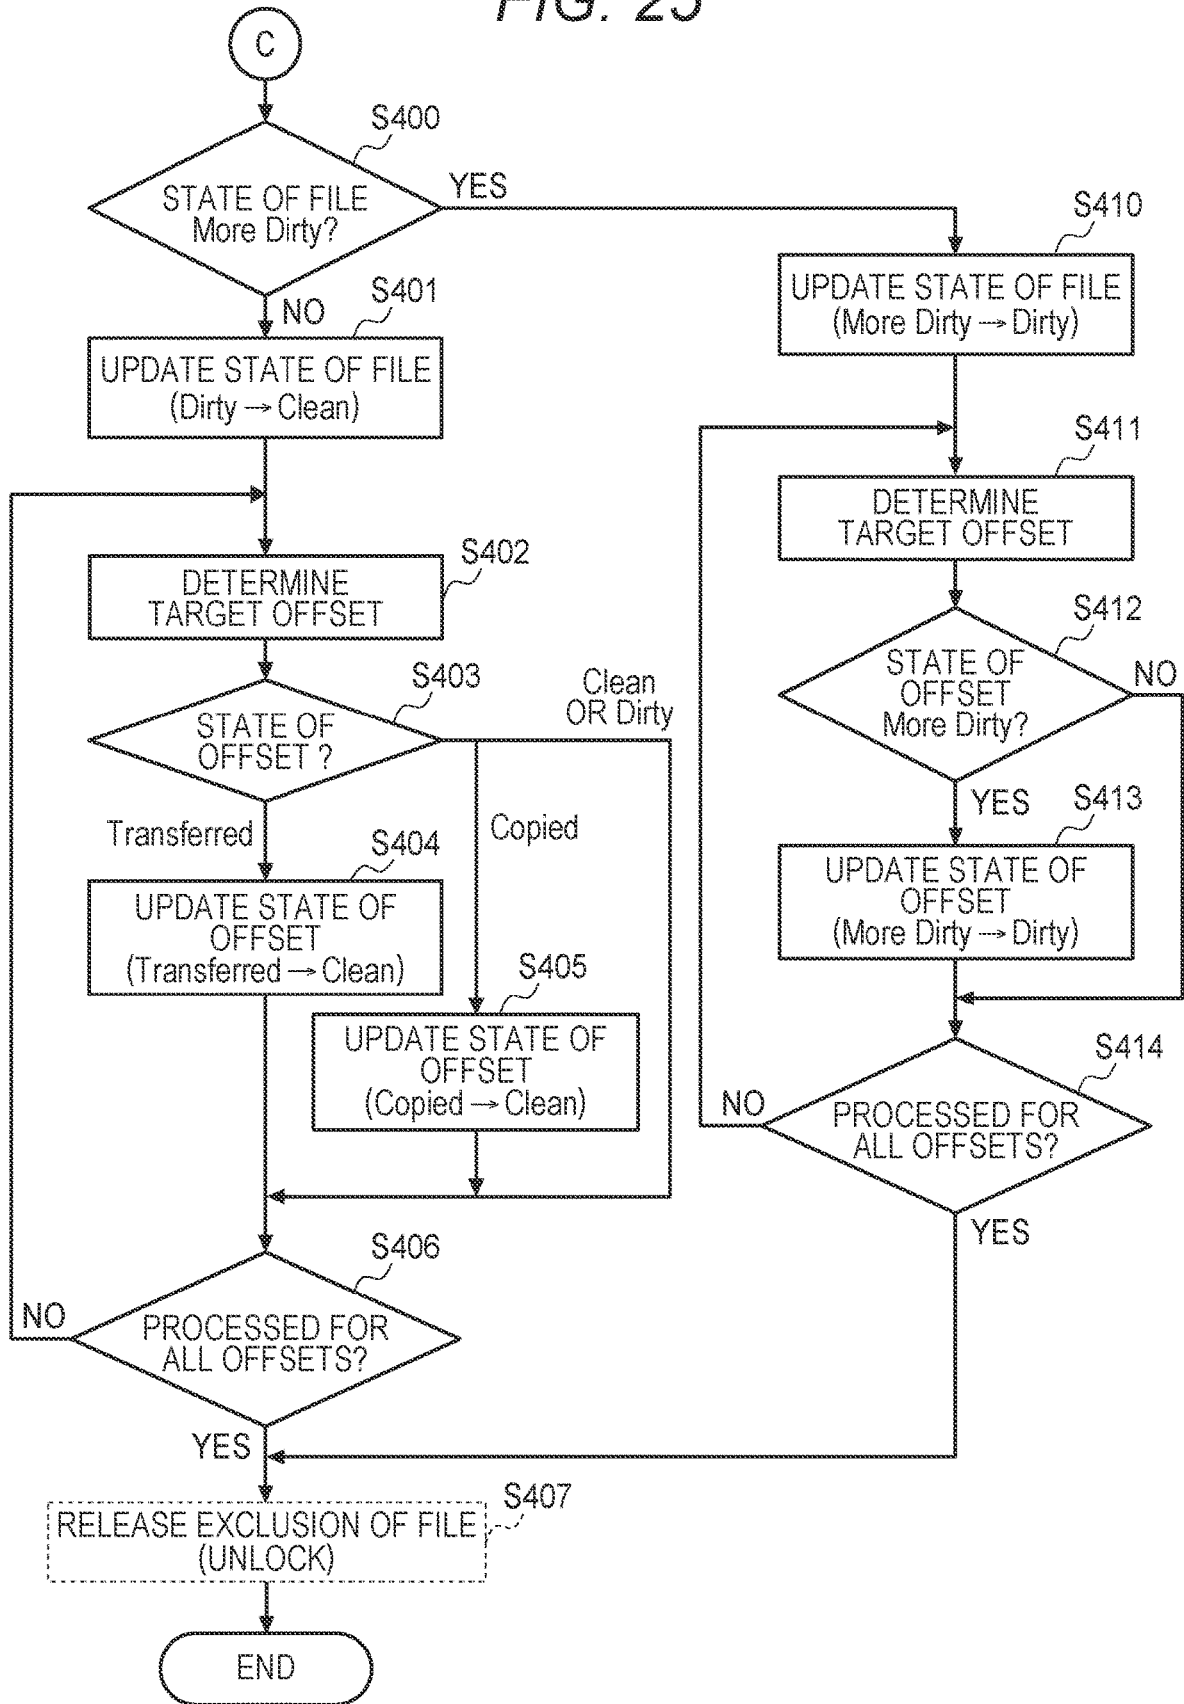 FIG. 25
C
S400
STATE OF FILE
More Dirty?
YES
NO
S401
UPDATE STATE OF FILE
(Dirty → Clean)
S402
DETERMINE
TARGET OFFSET
S403
STATE OF
OFFSET ?
Clean
OR Dirty
Transferred
Copied
S404
UPDATE STATE OF
OFFSET
(Transferred → Clean)
S405
UPDATE STATE OF
OFFSET
(Copied → Clean)
S406
PROCESSED FOR
ALL OFFSETS?
NO
YES
S410
UPDATE STATE OF FILE
(More Dirty → Dirty)
S411
DETERMINE
TARGET OFFSET
S412
STATE OF
OFFSET
More Dirty?
NO
YES
S413
UPDATE STATE OF
OFFSET
(More Dirty → Dirty)
S414
PROCESSED FOR
ALL OFFSETS?
NO
YES
S407
RELEASE EXCLUSION OF FILE
(UNLOCK)
END